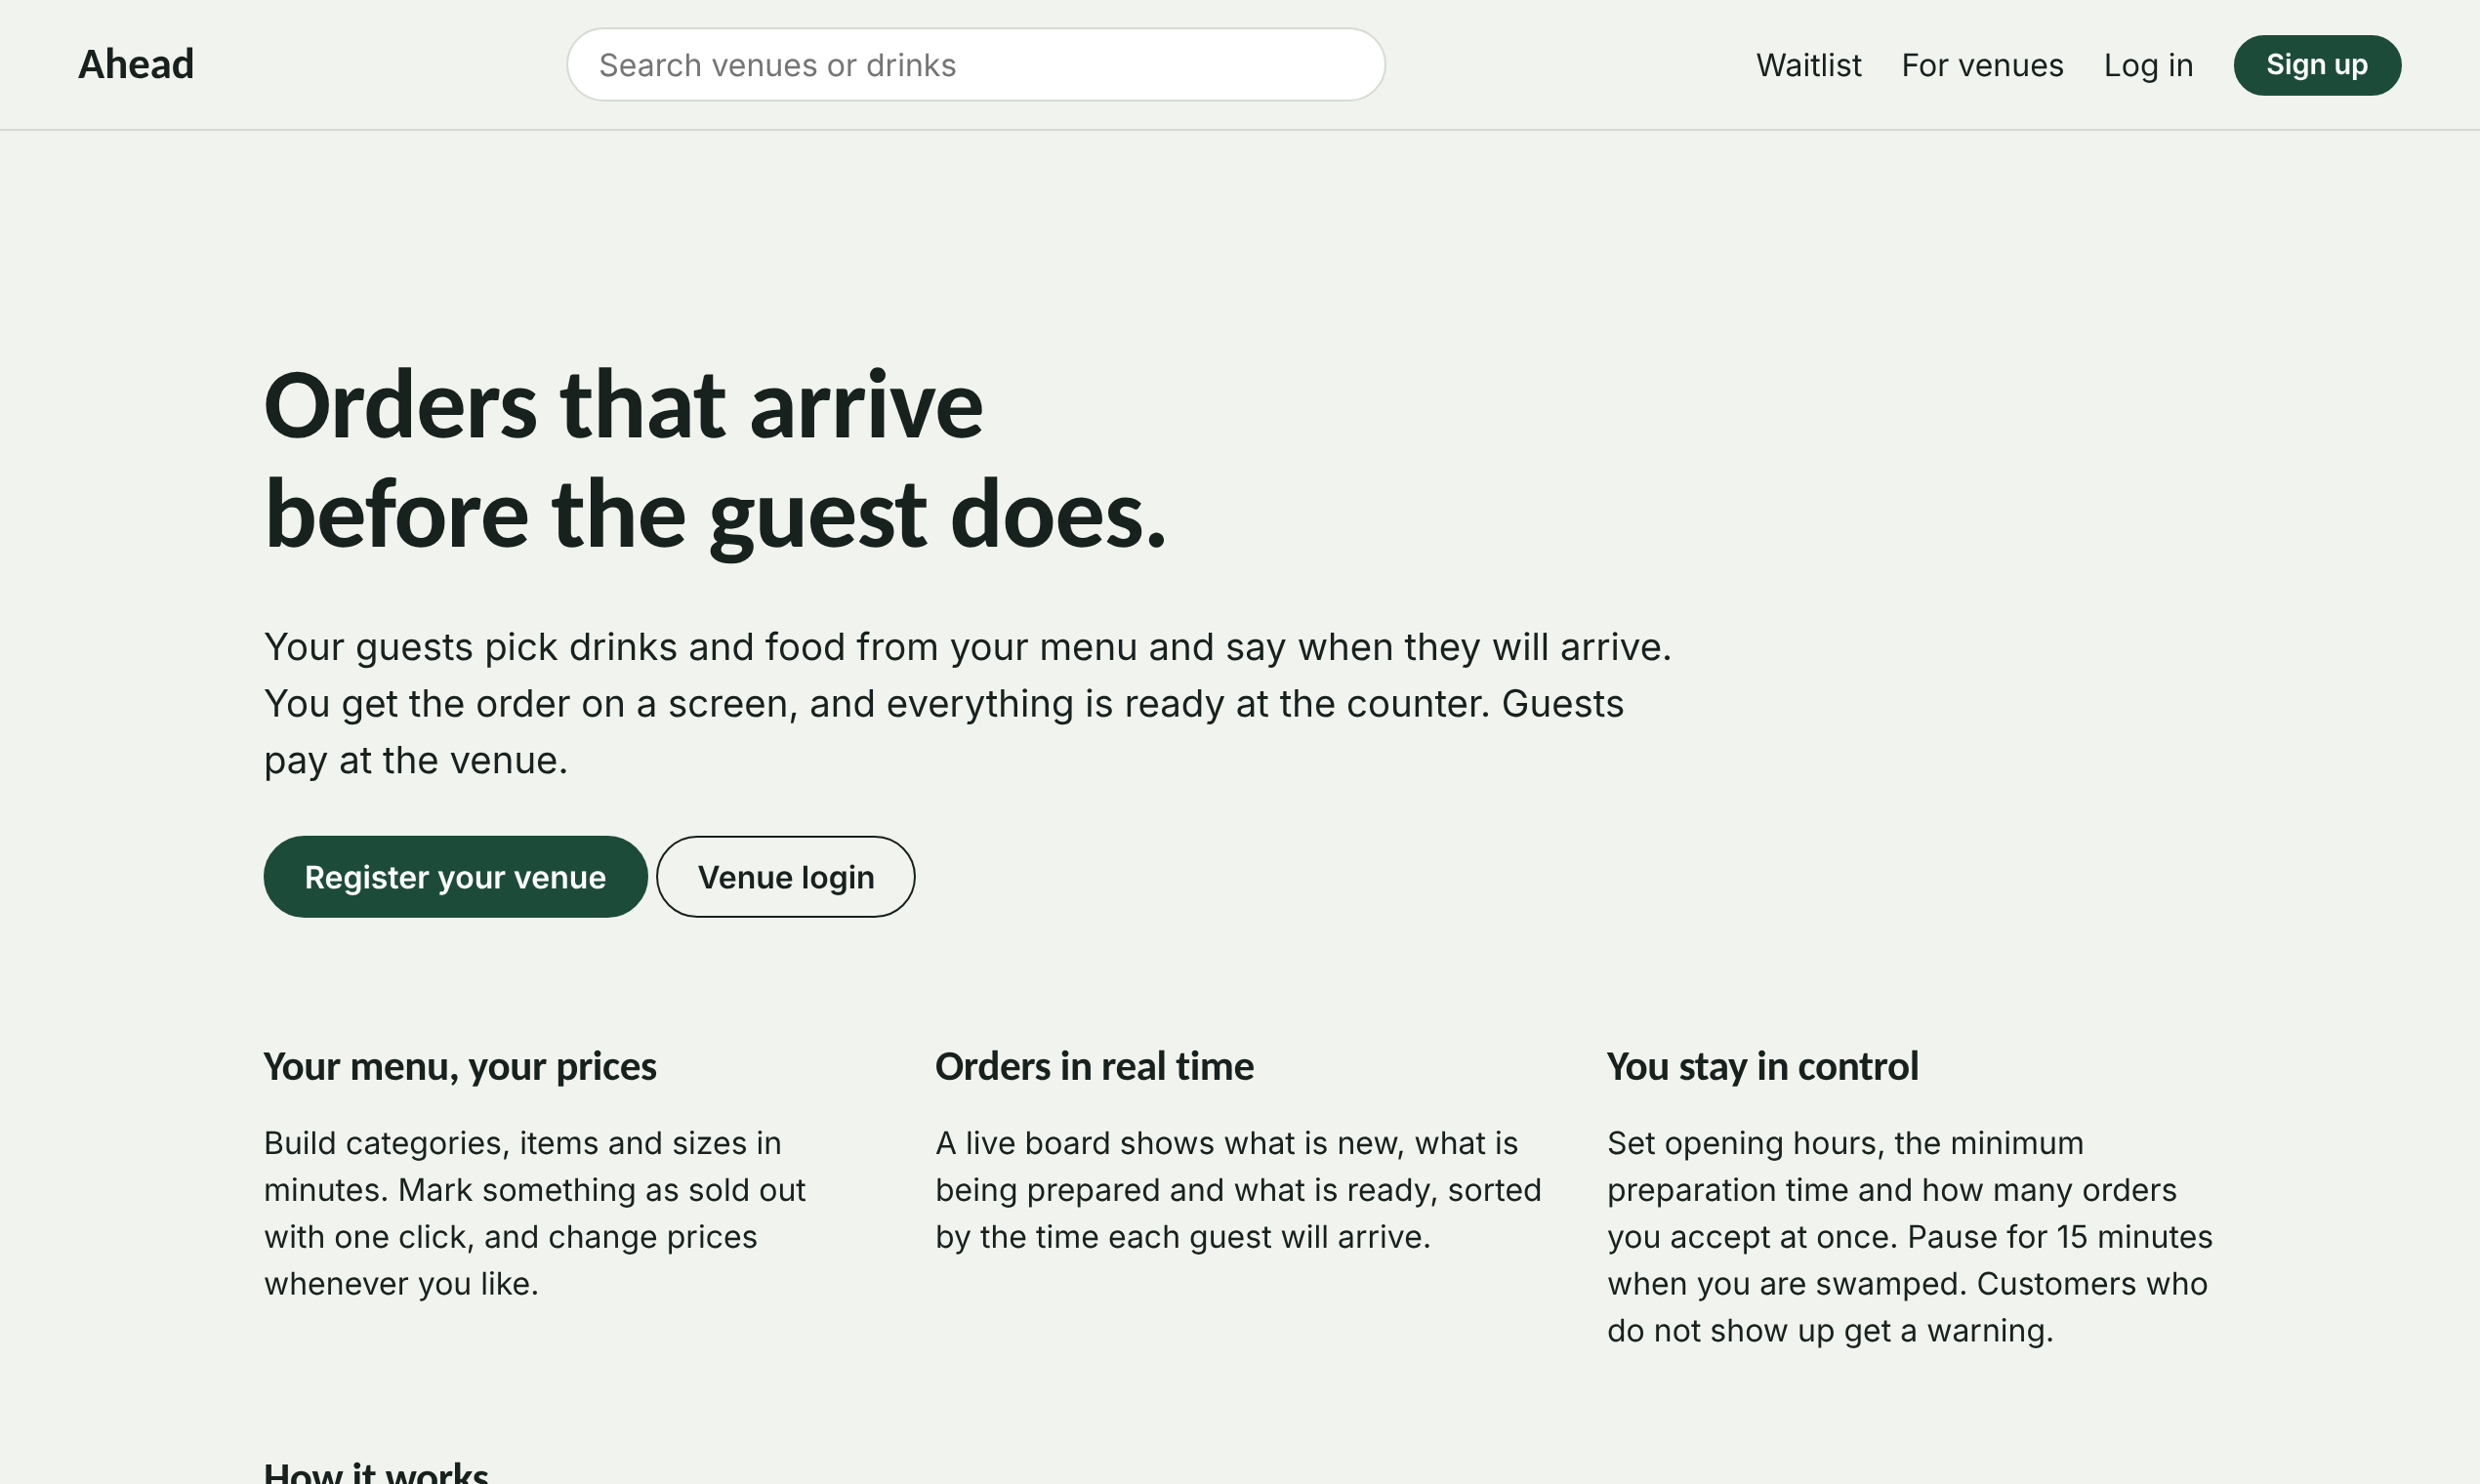 Ahead
Search venues or drinks
Waitlist
For venues
Log in
Sign up
Orders that arrive
before the guest does.
Your guests pick drinks and food from your menu and say when they will arrive.
You get the order on a screen, and everything is ready at the counter. Guests
pay at the venue.
Register your venue
Venue login
Your menu, your prices
Build categories, items and sizes in
minutes. Mark something as sold out
with one click, and change prices
whenever you like.
Orders in real time
A live board shows what is new, what is
being prepared and what is ready, sorted
by the time each guest will arrive.
You stay in control
Set opening hours, the minimum
preparation time and how many orders
you accept at once. Pause for 15 minutes
when you are swamped. Customers who
do not show up get a warning.
How it works